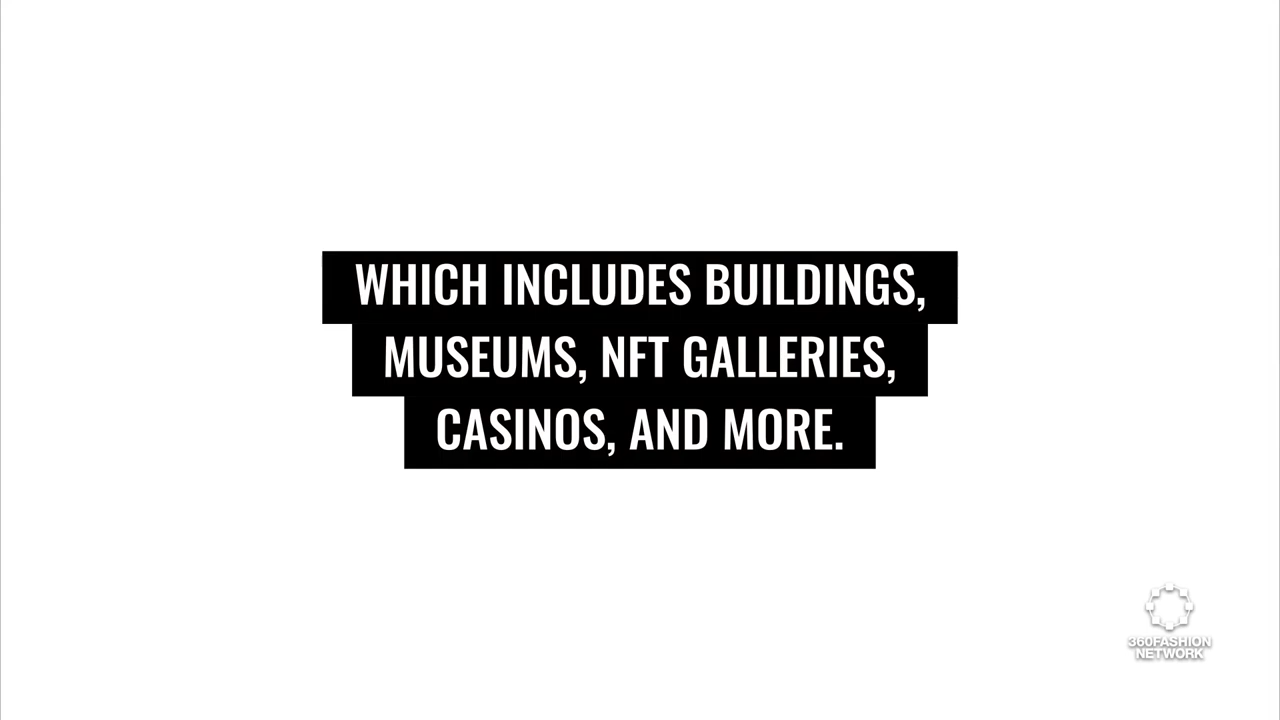 WHICH INCLUDES BUILDINGS,
MUSEUMS, NFT GALLERIES,
CASINOS, AND MORE.
360FASHION
NETWORK